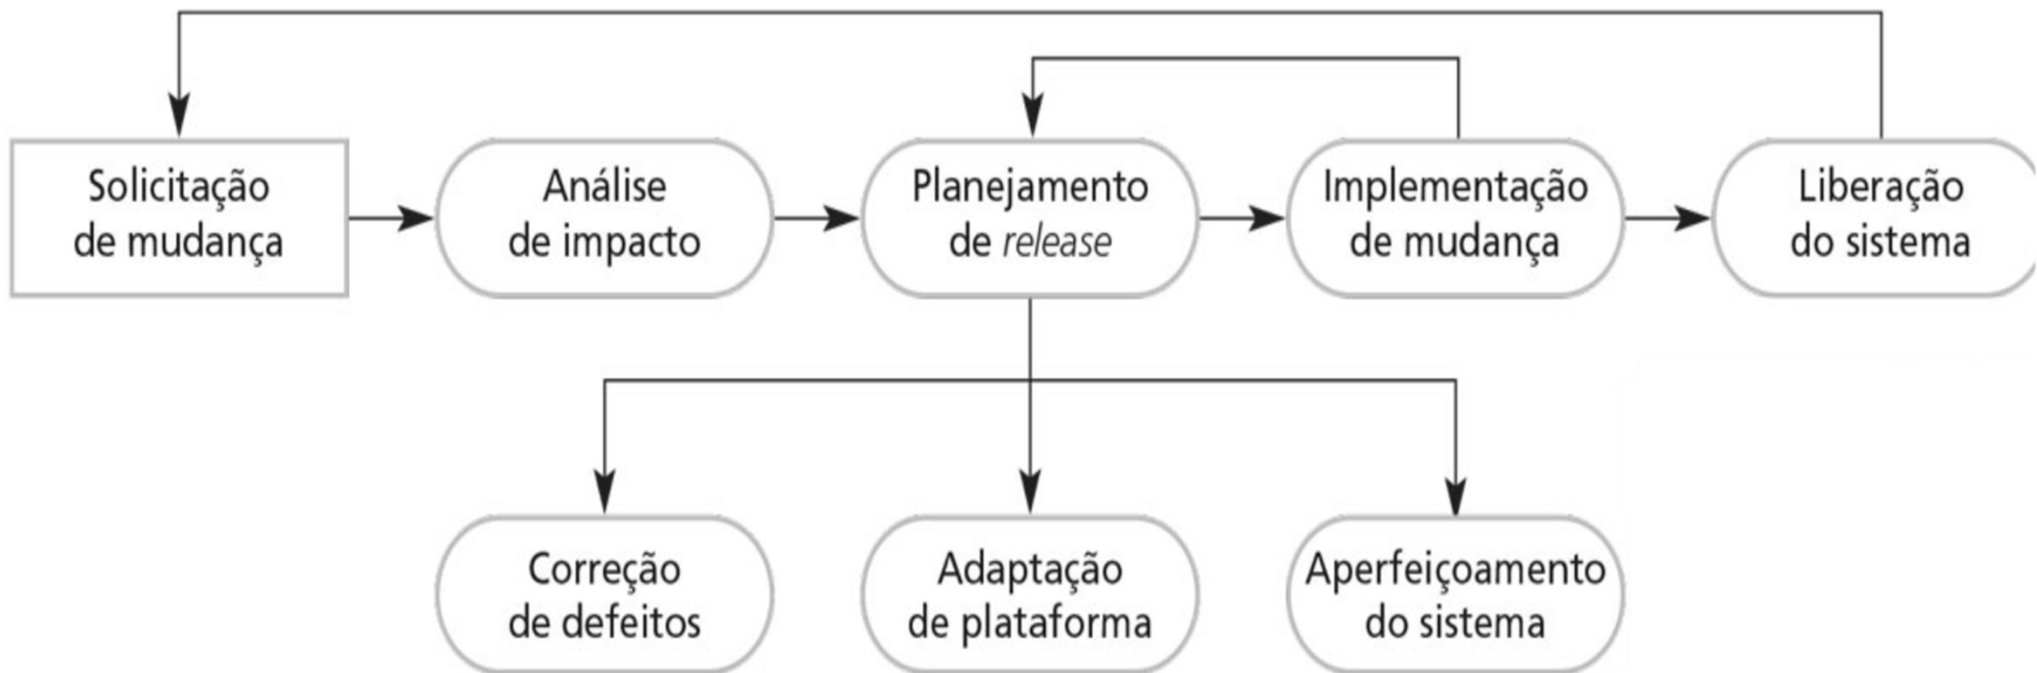 Solicitação
de mudança
Análise
de impacto
Planejamento
de release
Implementação
de mudança
Liberação
do sistema
Correção
de defeitos
Adaptação
de plataforma
Aperfeiçoamento
do sistema